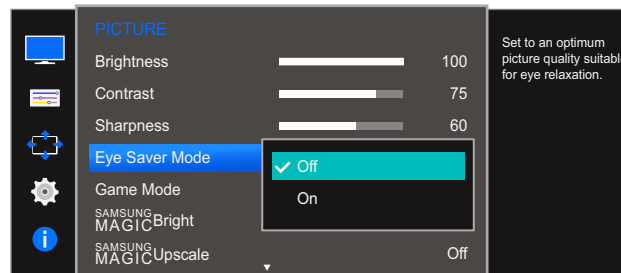 PICTURE
Brightness 100
Contrast 75
Sharpness 60
Eye Saver Mode
Off
On
Game Mode
SAMSUNG
MAGICBright
SAMSUNG
MAGICUpscale Off
Set to an optimum
picture quality suitable
for eye relaxation.